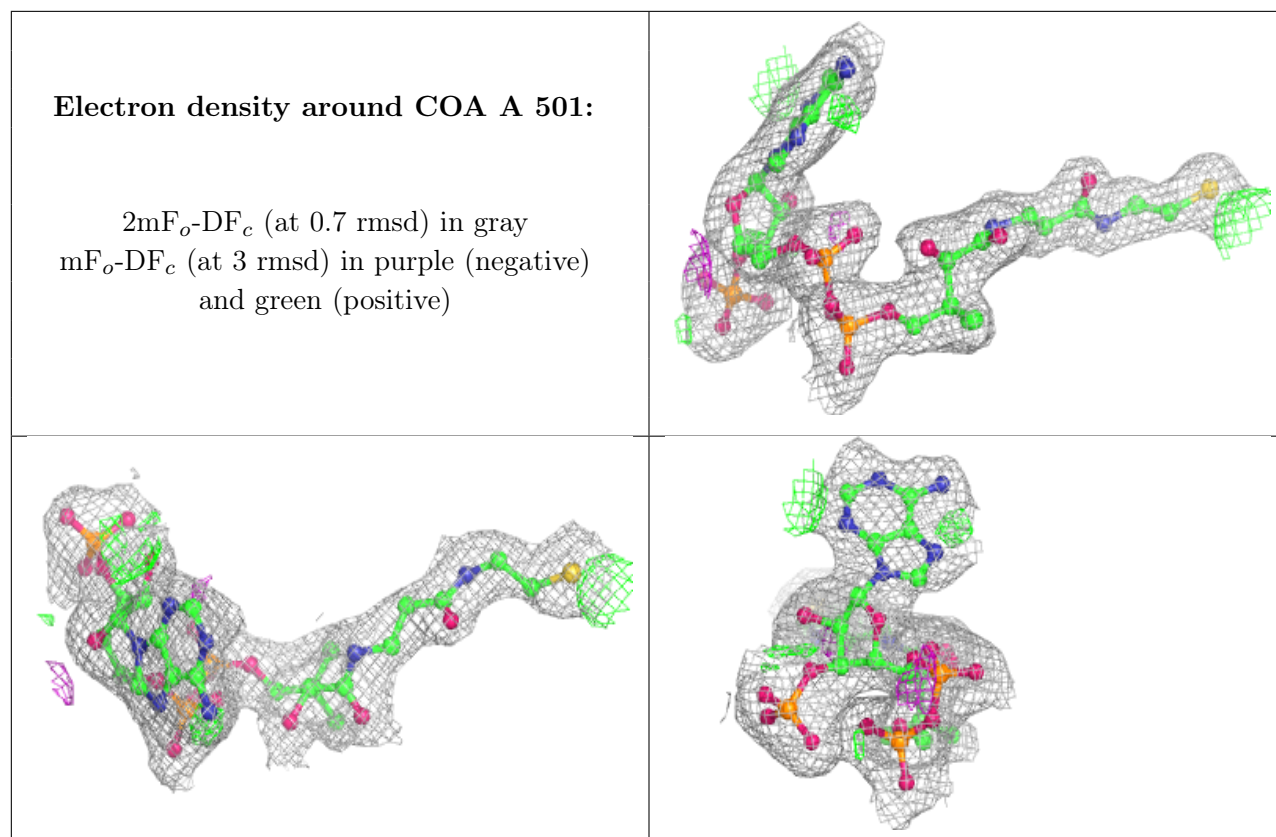 Electron density around COA A 501:
2mFo-DFc (at 0.7 rmsd) in gray
mFo-DFc (at 3 rmsd) in purple (negative)
and green (positive)